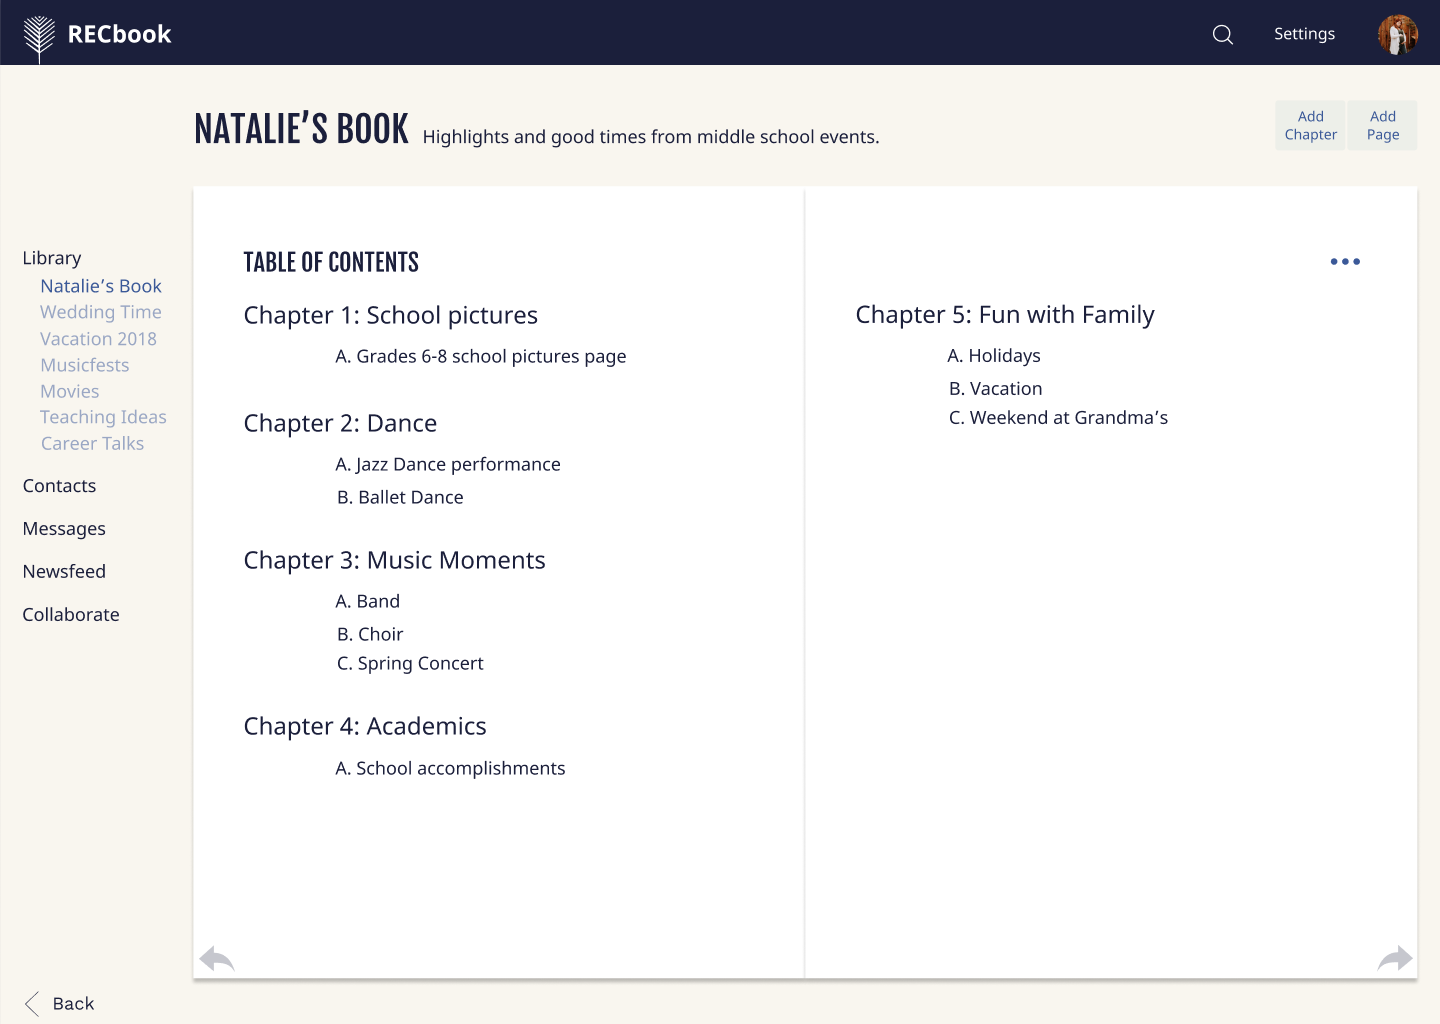 RECbook
Settings
NATALIE’S BOOK
Highlights and good times from middle school events.
Add
Chapter
Add
Page
Library
Natalie’s Book
Wedding Time
Vacation 2018
Musicfests
Movies
Teaching Ideas
Career Talks
Contacts
Messages
Newsfeed
Collaborate
TABLE OF CONTENTS
Chapter 1: School pictures
A. Grades 6-8 school pictures page
Chapter 2: Dance
A. Jazz Dance performance
B. Ballet Dance
Chapter 3: Music Moments
A. Band
B. Choir
C. Spring Concert
Chapter 4: Academics
A. School accomplishments
Chapter 5: Fun with Family
A. Holidays
B. Vacation
C. Weekend at Grandma’s
Back